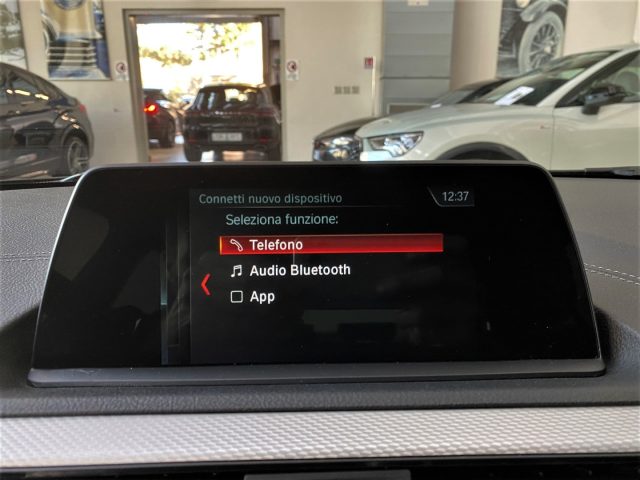 Connetti nuovo dispositivo
12:37
Seleziona funzione:
Telefono
Audio Bluetooth
App